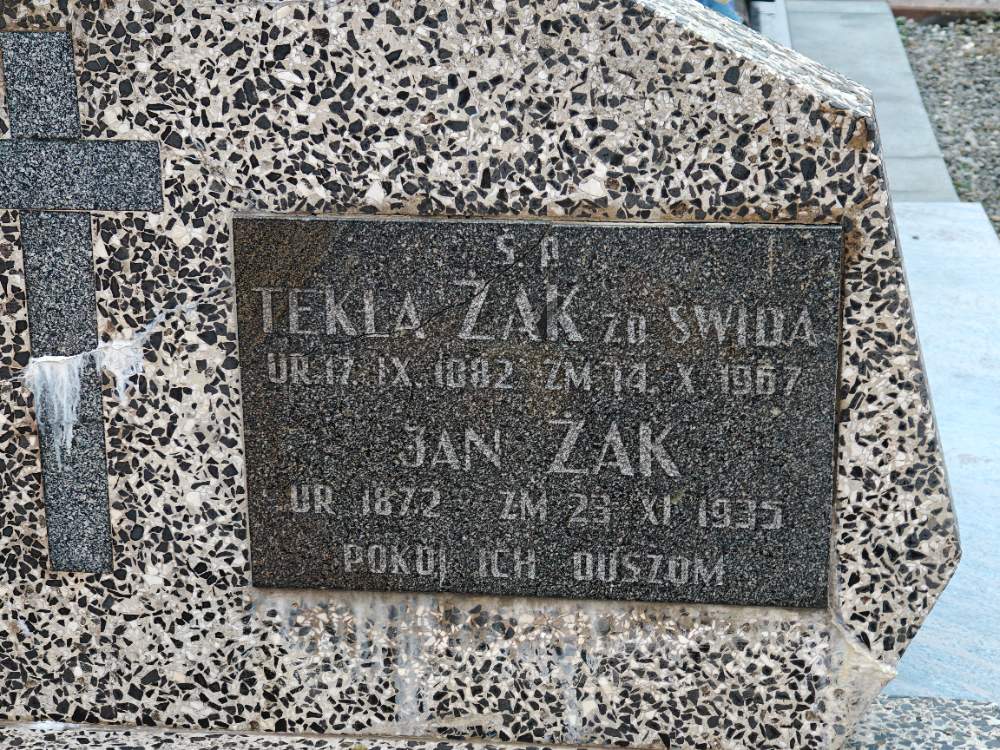 Ś. P.
TEKLA ŻAK ZD ŚWIDA
UR. 17. IX. 1882 ZM 14. X. 1967
JAN ŻAK
UR 1872 ZM 23 XI 1935
POKÓJ ICH DUSZOM